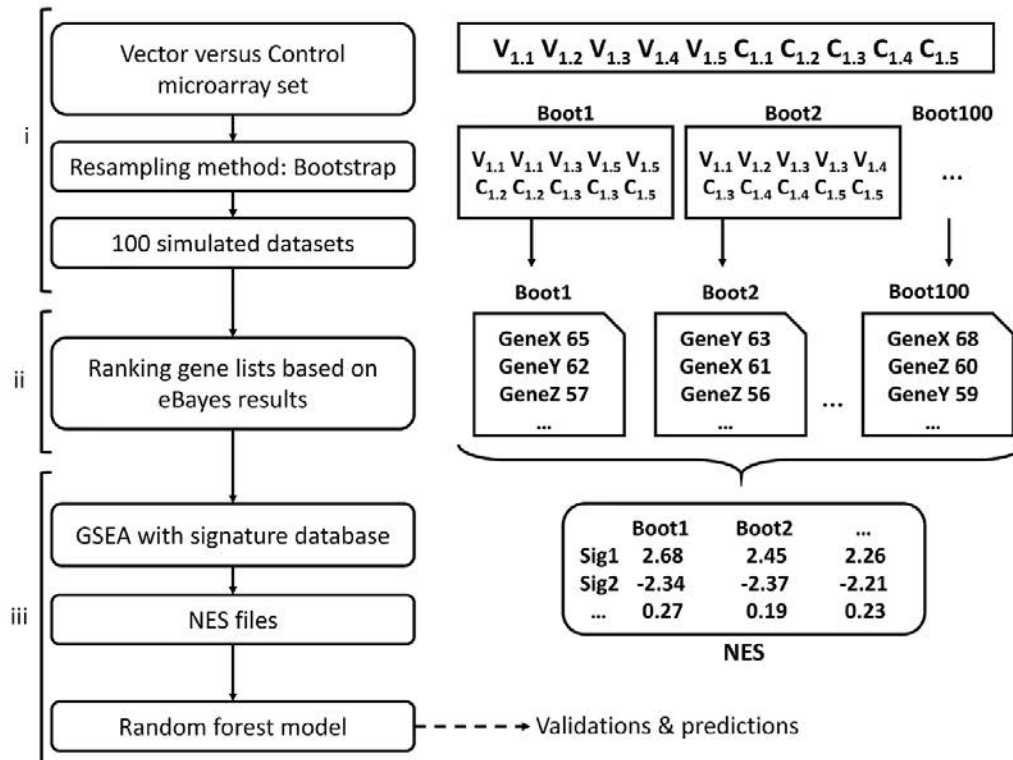 Vector versus Control
microarray set
i
Resampling method: Bootstrap
100 simulated datasets
ii
Ranking gene lists based on
eBayes results
iii
GSEA with signature database
NES files
Random forest model
Validations & predictions
V1.1 V1.2 V1.3 V1.4 V1.5 C1.1 C1.2 C1.3 C1.4 C1.5
Boot1 Boot2 Boot100
V1.1 V1.1 V1.3 V1.5 V1.5
C1.2 C1.2 C1.3 C1.3 C1.5
V1.1 V1.2 V1.3 V1.3 V1.4
C1.3 C1.4 C1.4 C1.5 C1.5
...
Boot1 Boot2 Boot100
GeneX 65
GeneY 62
GeneZ 57
...
GeneY 63
GeneX 61
GeneZ 56
...
...
GeneX 68
GeneZ 60
GeneY 59
...
Boot1 Boot2 ...
Sig1 2.68 2.45 2.26
Sig2 -2.34 -2.37 -2.21
... 0.27 0.19 0.23
NES